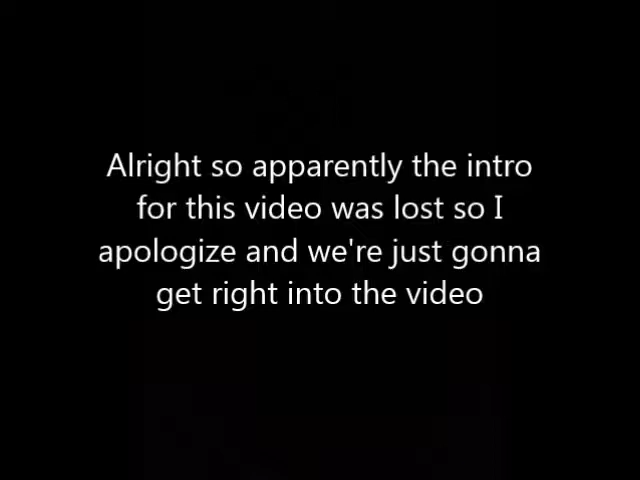 Alright so apparently the intro
for this video was lost so I
apologize and we're just gonna
get right into the video